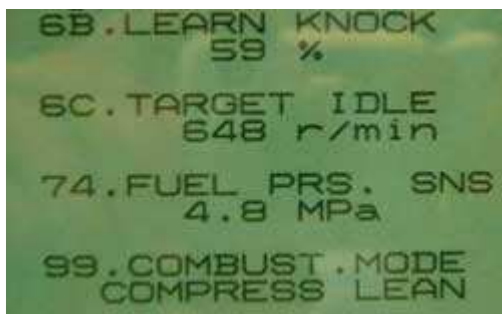 6B.LEARN KNOCK
59 %
6C.TARGET IDLE
648 r/min
74.FUEL PRS. SNS
4.8 MPa
99.COMBUST.MODE
COMPRESS LEAN